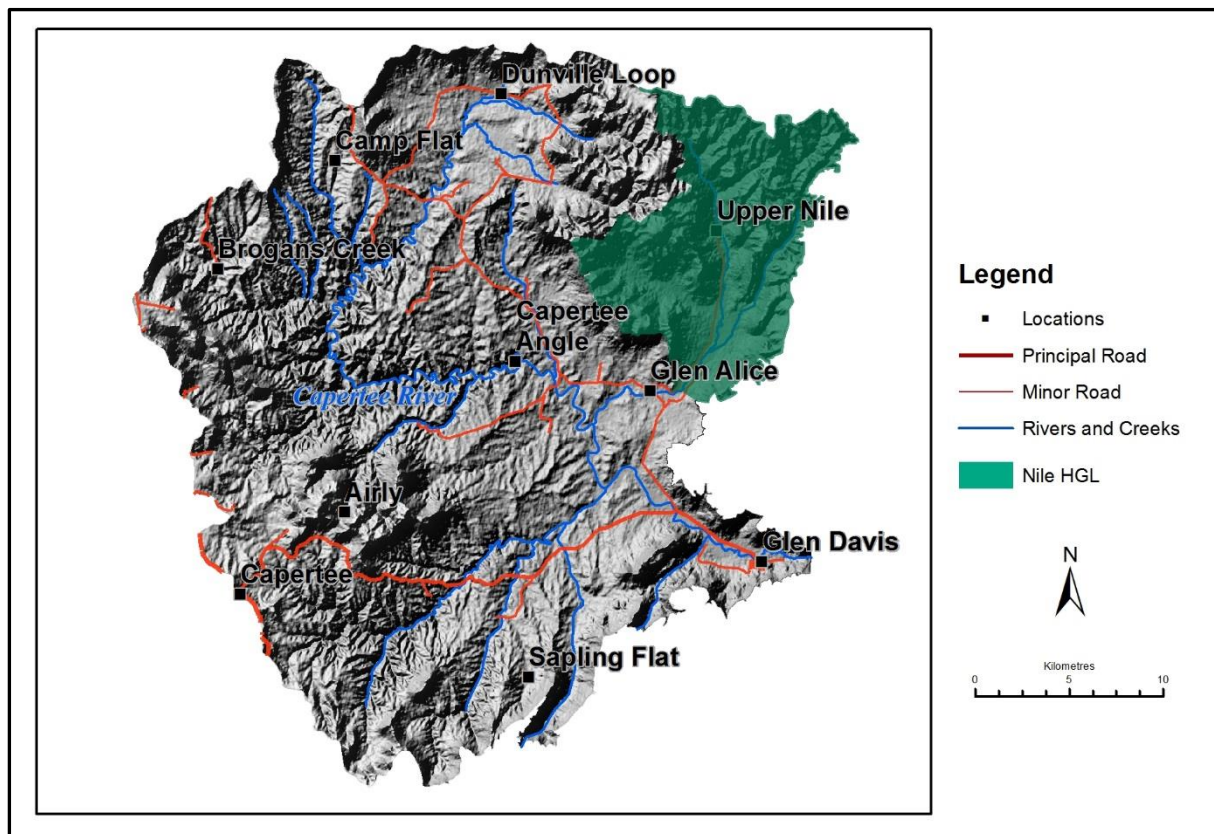 Dunville Loop
Camp Flat
Upper Nile
Brogans Creek
Capertee
Angle
Glen Alice
Capertee River
Airly
Glen Davis
Capertee
Sapling Flat
Legend
Locations
Principal Road
Minor Road
Rivers and Creeks
Nile HGL
N
Kilometres
0 5 10